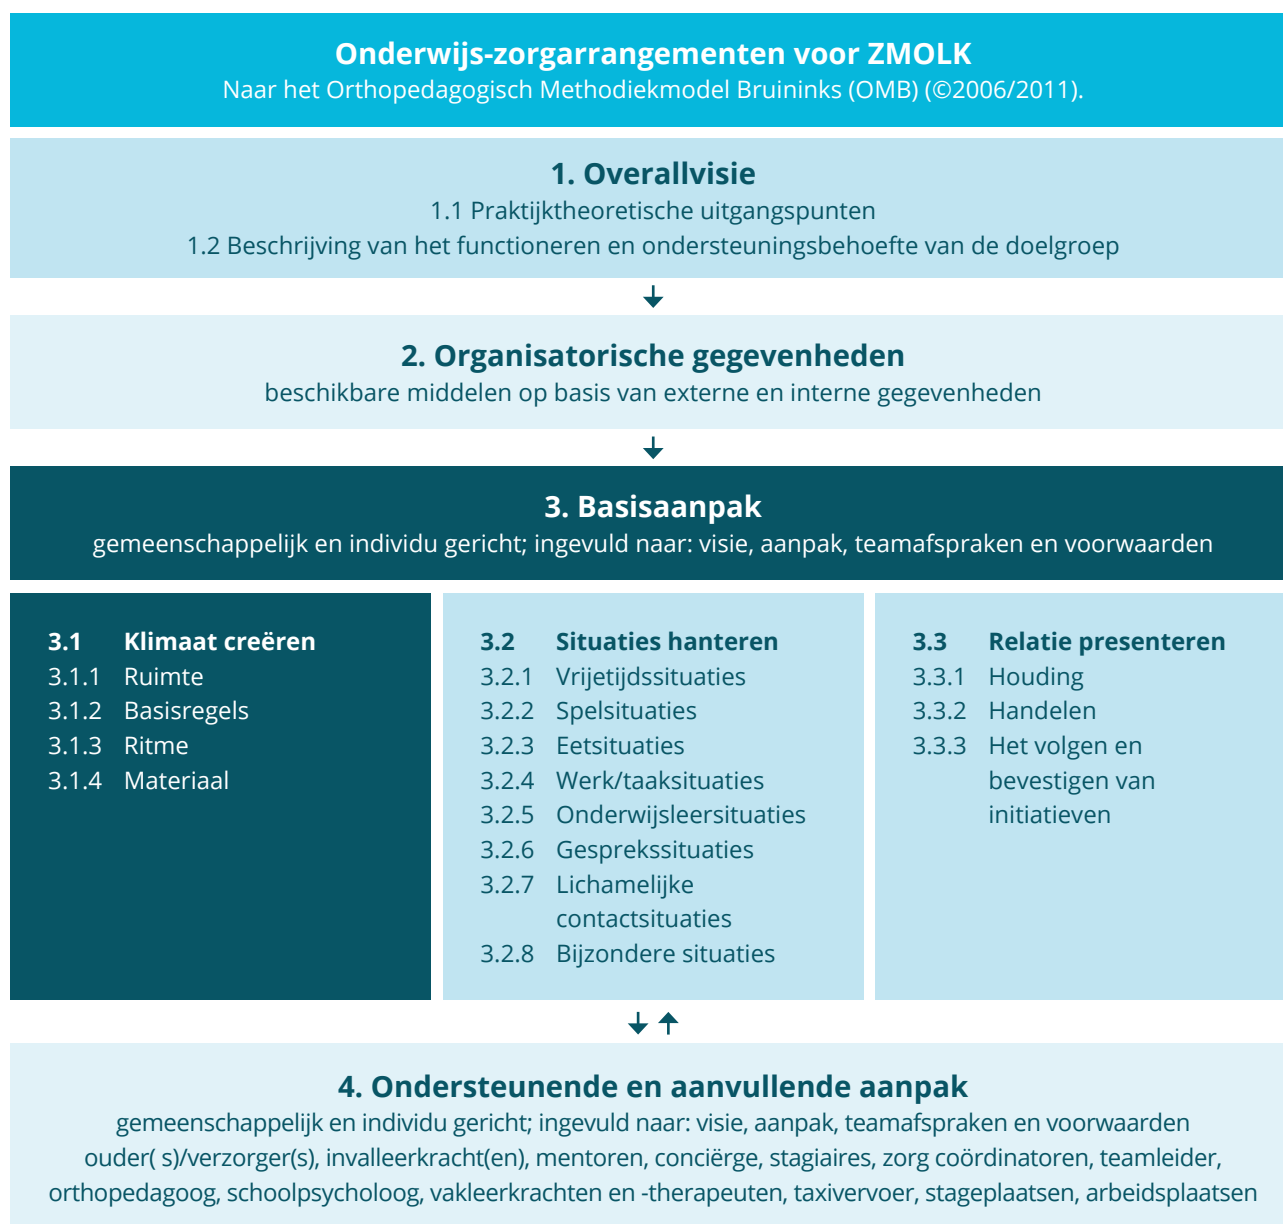 Onderwijs-zorgarrangementen voor ZMOLK
Naar het Orthopedagogisch Methodiekmodel Bruininks (OMB) (©2006/2011).
1. Overallvisie
1.1 Praktijktheoretische uitgangspunten
1.2 Beschrijving van het functioneren en ondersteuningsbehoefte van de doelgroep
2. Organisatorische gegevenheden
beschikbare middelen op basis van externe en interne gegevenheden
3. Basisaanpak
gemeenschappelijk en individu gericht; ingevuld naar: visie, aanpak, teamafspraken en voorwaarden
3.1 Klimaat creëren
3.1.1 Ruimte
3.1.2 Basisregels
3.1.3 Ritme
3.1.4 Materiaal
3.2 Situaties hanteren
3.2.1 Vrijetijdssituaties
3.2.2 Spelsituaties
3.2.3 Eetsituaties
3.2.4 Werk/taaksituaties
3.2.5 Onderwijsleersituaties
3.2.6 Gesprekssituaties
3.2.7 Lichamelijke
contactsituaties
3.2.8 Bijzondere situaties
3.3 Relatie presenteren
3.3.1 Houding
3.3.2 Handelen
3.3.3 Het volgen en
bevestigen van
initiatieven
4. Ondersteunende en aanvullende aanpak
gemeenschappelijk en individu gericht; ingevuld naar: visie, aanpak, teamafspraken en voorwaarden
ouder( s)/verzorger(s), invalleerkracht(en), mentoren, conciërge, stagiaires, zorg coördinatoren, teamleider,
orthopedagoog, schoolpsycholoog, vakleerkrachten en -therapeuten, taxivervoer, stageplaatsen, arbeidsplaatsen